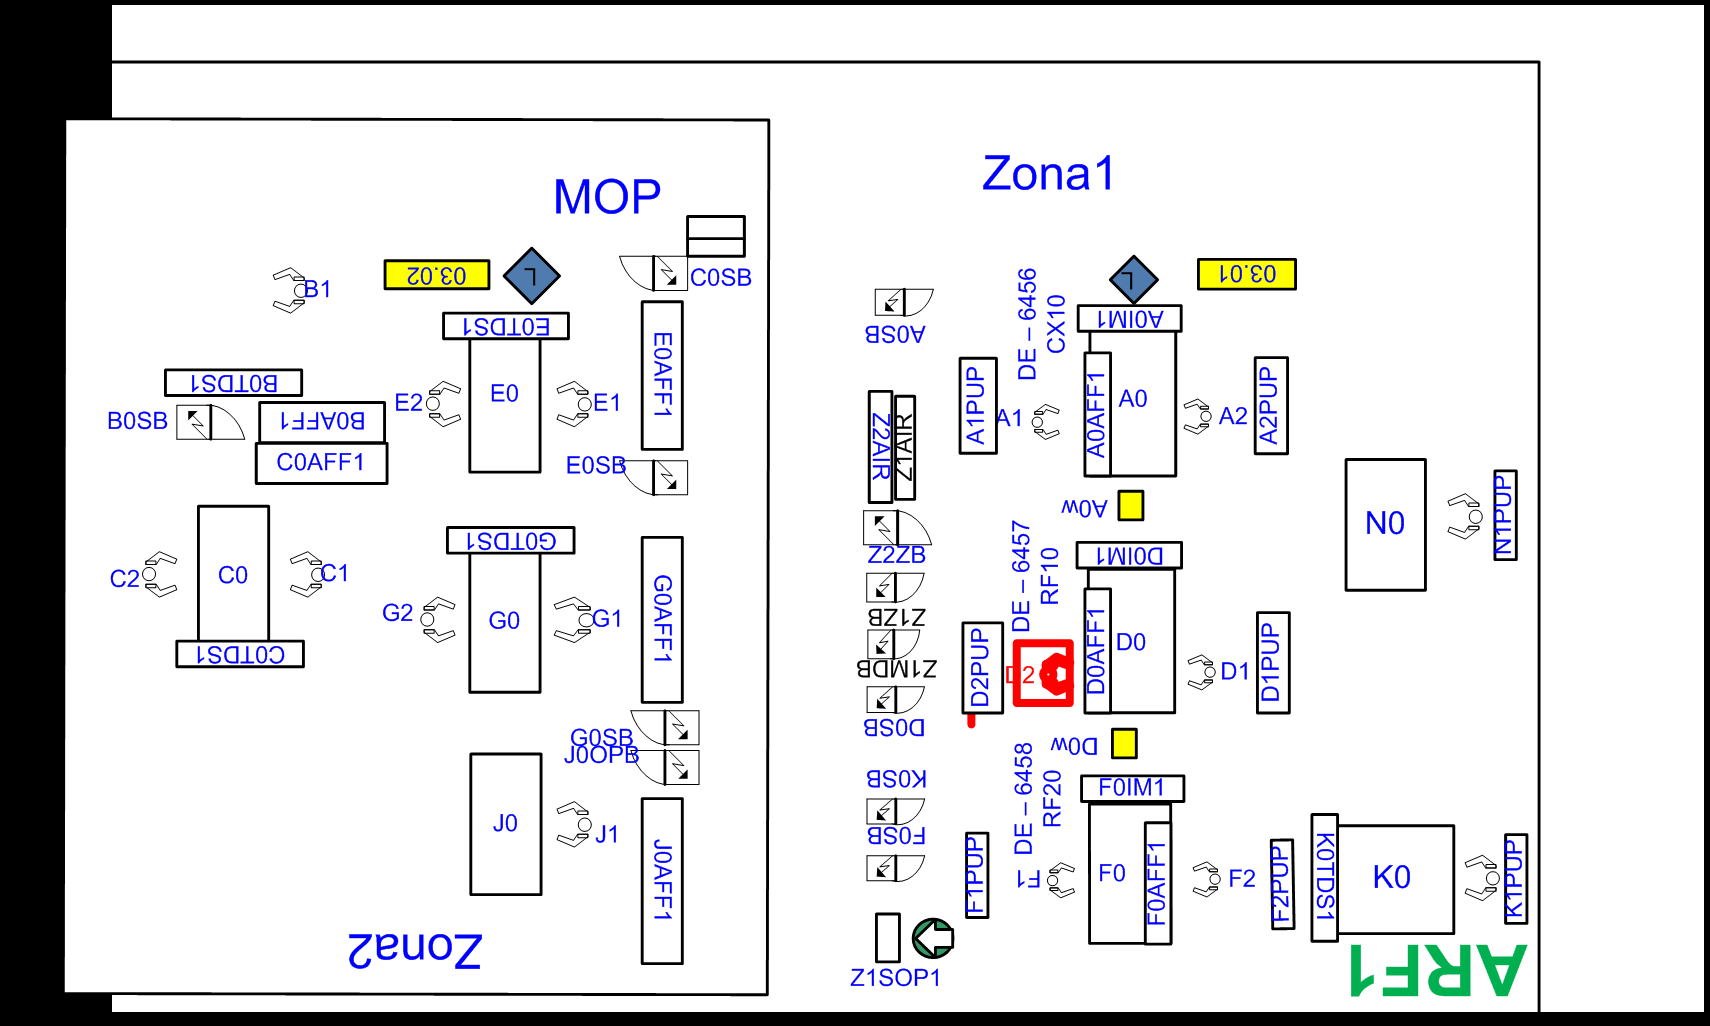 MOP
C0SB
B1
03.02
L
E0TDS1
E0AFF1
B0TDS1
B0SB
B0AFF1
C0AFF1
E2
E0
E1
E0SB
C2
C0
C1
C0TDS1
G0TDS1
G2
G0
G1
G0AFF1
G0SB
J0OPB
J0
J1
J0AFF1
Zona2
Zona1
A0SB
DE – 6456
CX10
L
03.01
A0IM1
A1PUP
A1
A0AFF1
A0
A2
A2PUP
Z2AIR
Z1AIR
A0w
N0
N1PUP
Z2ZB
Z1ZB
Z1MDB
D0SB
DE – 6457
RF10
D0IM1
D2PUP
D2
D0AFF1
D0
D1
D1PUP
D0w
K0SB
F0SB
DE – 6458
RF20
F0IM1
F1PUP
F1
F0
F0AFF1
F2
F2PUP
K0TDS1
K0
K1PUP
Z1SOP1
ARF1